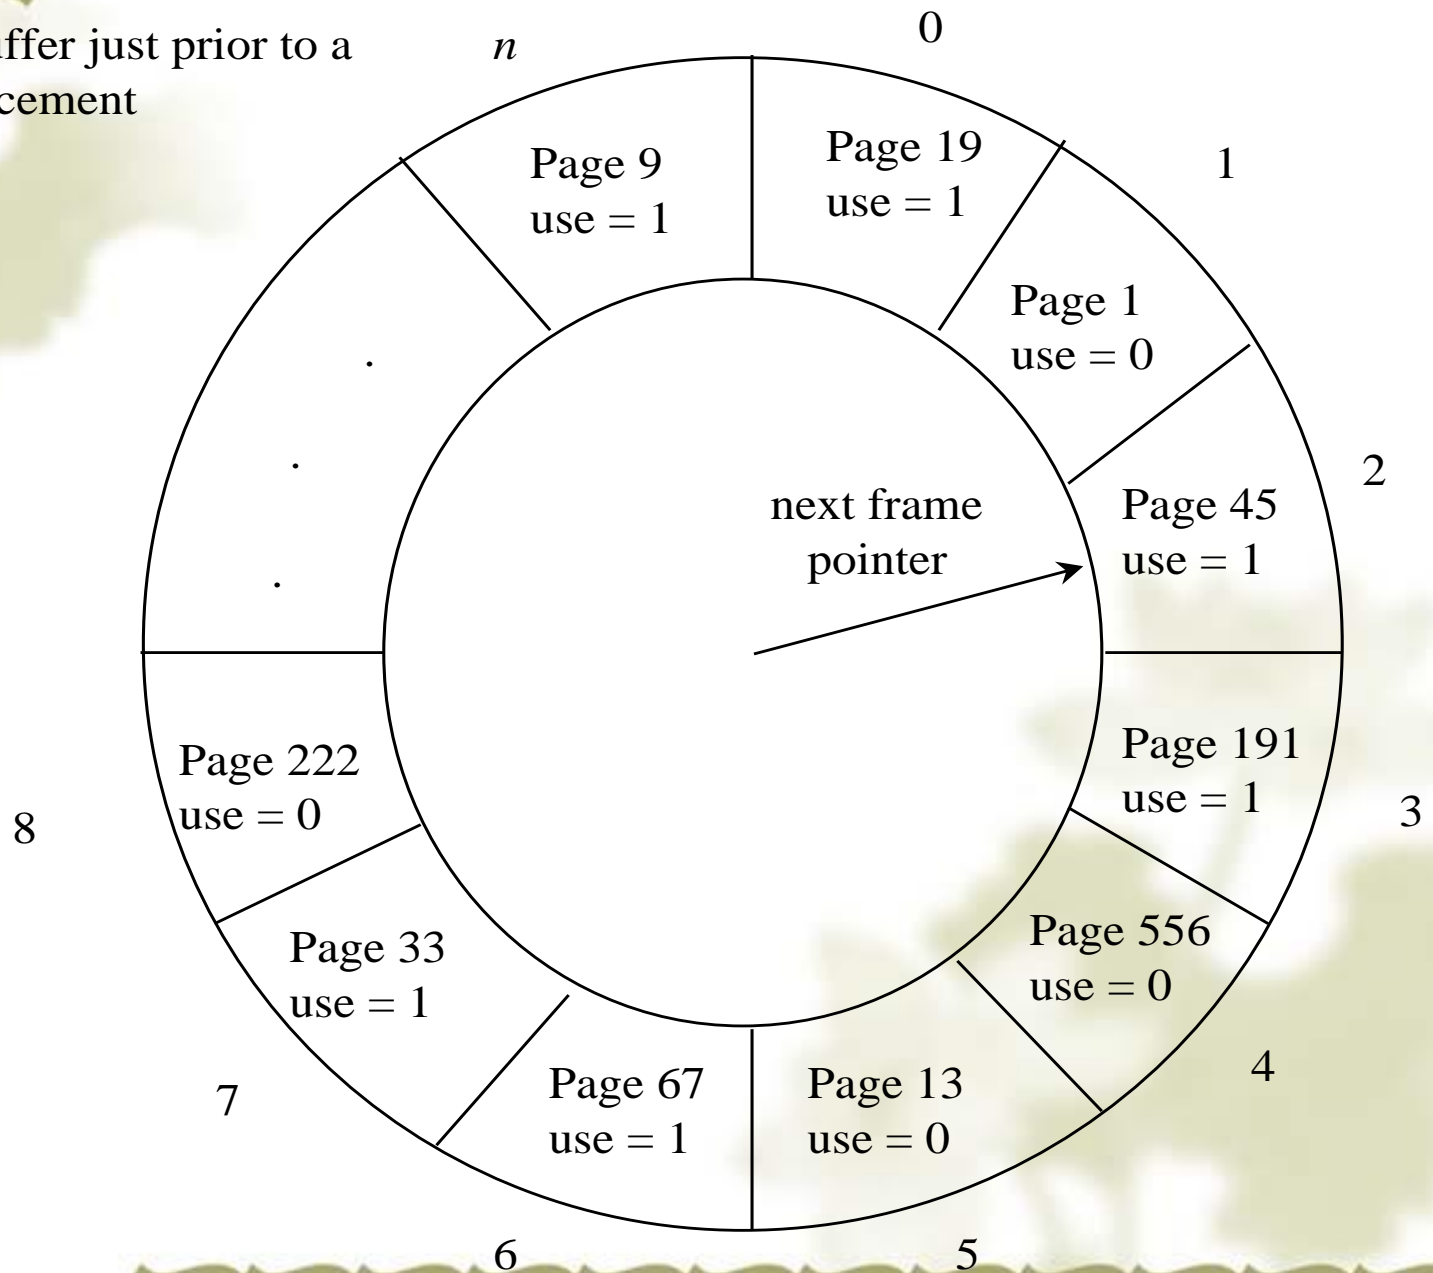 just prior to a
n
0
Page 9
use = 1
Page 19
use = 1
1
Page 1
use = 0
2
Page 45
use = 1
next frame
pointer
Page 191
use = 1
3
Page 222
use = 0
8
Page 556
use = 0
4
Page 33
use = 1
7
Page 67
use = 1
6
Page 13
use = 0
5